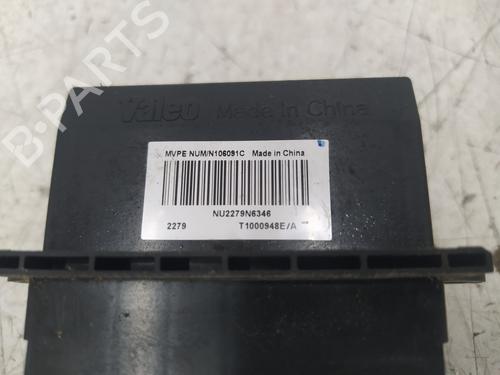 Valeo Made in China
MVPE NUM/N106091C Made in China
NU2279N6346
2279 T1000948E/A
B-PARTS